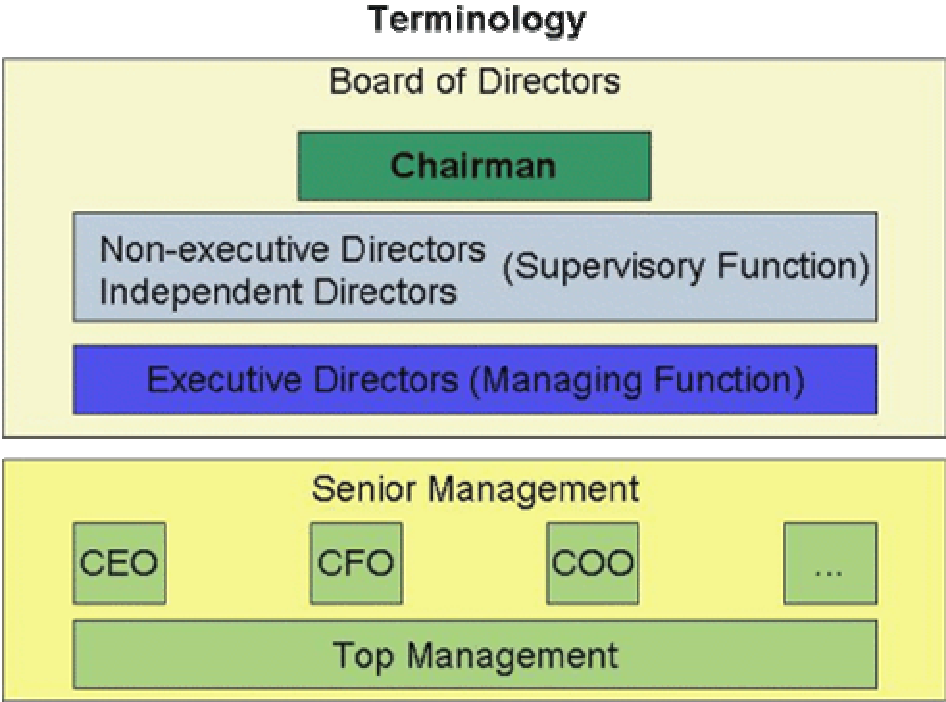 Terminology
Board of Directors
Chairman
Non-executive Directors
Independent Directors
(Supervisory Function)
Executive Directors (Managing Function)
Senior Management
CEO CFO COO ...
Top Management